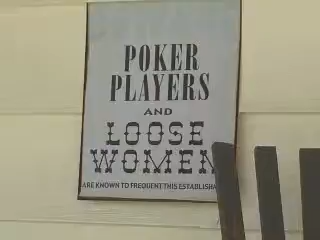 POKER
PLAYERS
AND
LOOSE
WOMEN
ARE KNOWN TO FREQUENT THIS